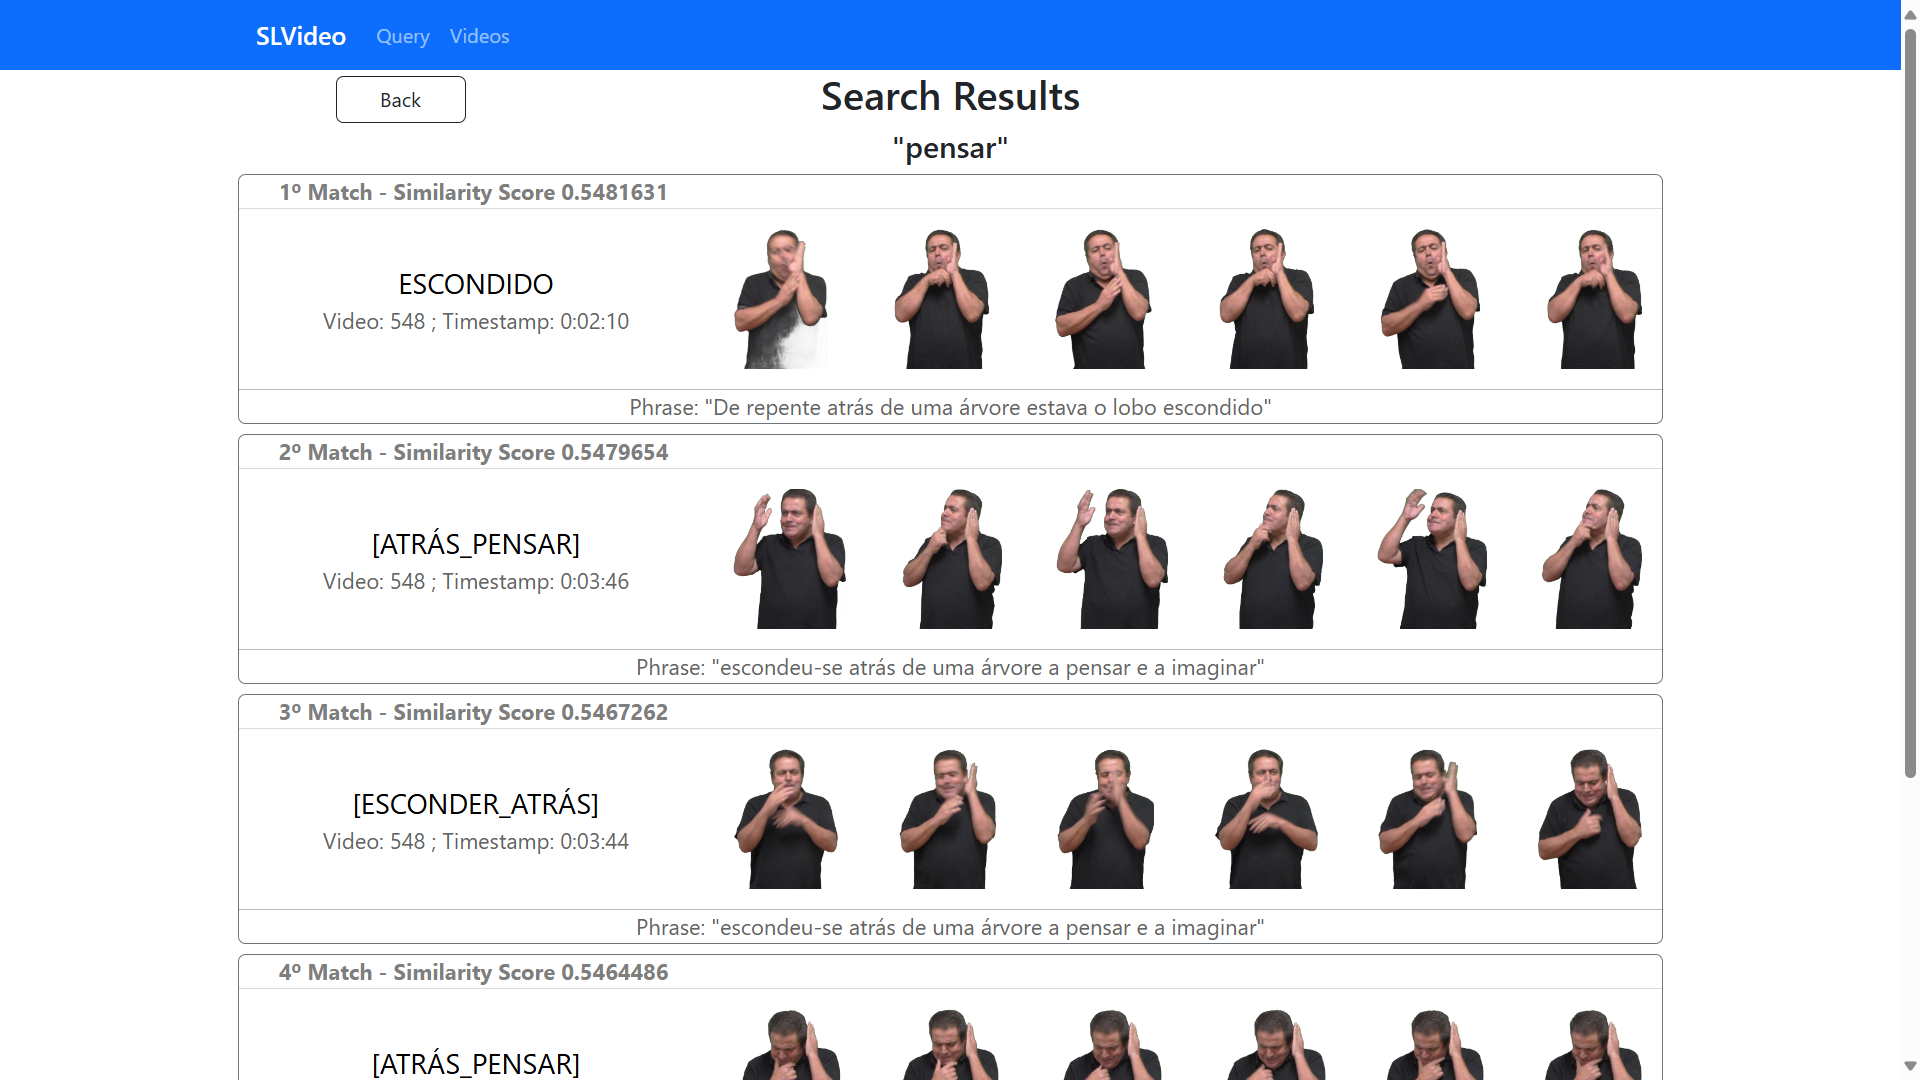 SLVideo Query Videos
Back
Search Results
"pensar"
1º Match - Similarity Score 0.5481631
ESCONDIDO
Video: 548 ; Timestamp: 0:02:10
Phrase: "De repente atrás de uma árvore estava o lobo escondido"
2º Match - Similarity Score 0.5479654
[ATRÁS_PENSAR]
Video: 548 ; Timestamp: 0:03:46
Phrase: "escondeu-se atrás de uma árvore a pensar e a imaginar"
3º Match - Similarity Score 0.5467262
[ESCONDER_ATRÁS]
Video: 548 ; Timestamp: 0:03:44
Phrase: "escondeu-se atrás de uma árvore a pensar e a imaginar"
4º Match - Similarity Score 0.5464486
[ATRÁS_PENSAR]